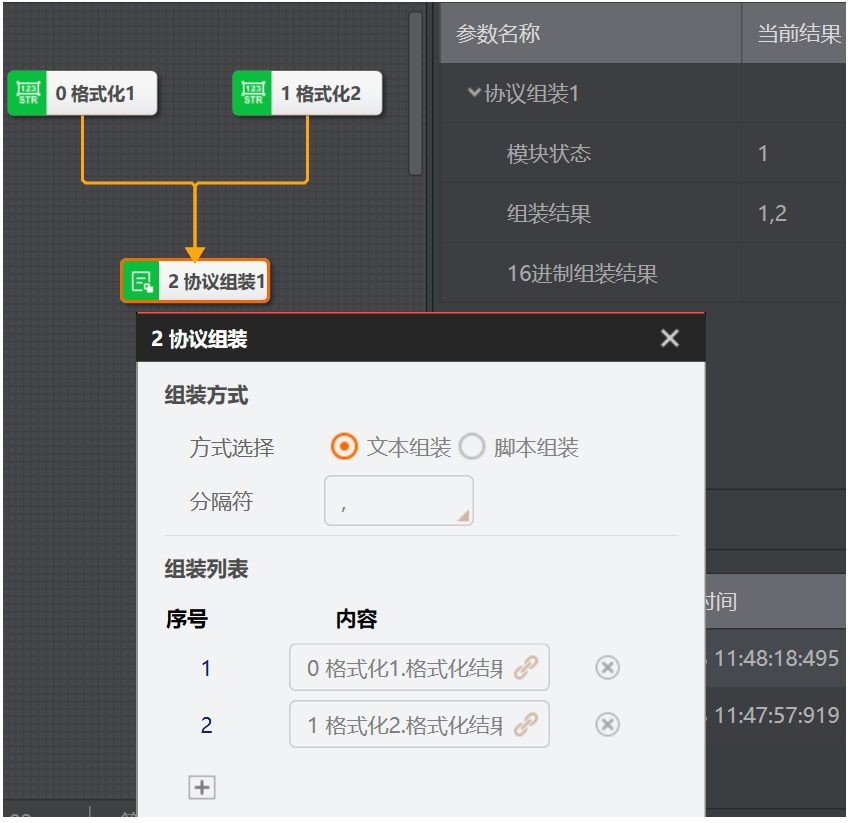 参数名称 当前结果
协议组装1
模块状态 1
组装结果 1,2
16进制组装结果
123 STR 0 格式化1
123 STR 1 格式化2
2 协议组装1
2 协议组装
组装方式
方式选择 文本组装 脚本组装
分隔符 ,
组装列表
序号 内容
1 0 格式化1.格式化结果
2 1 格式化2.格式化结果
时间
11:48:18:495
11:47:57:919